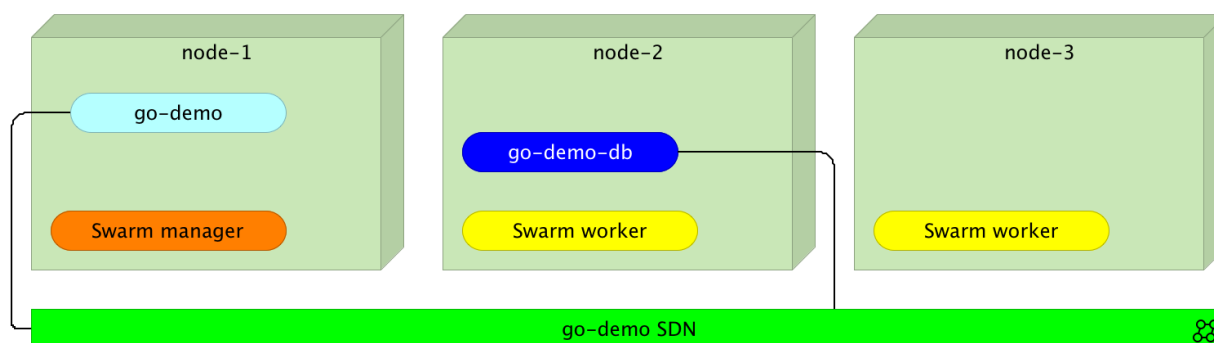 node-1
node-2
node-3
go-demo
go-demo-db
Swarm manager
Swarm worker
Swarm worker
go-demo SDN